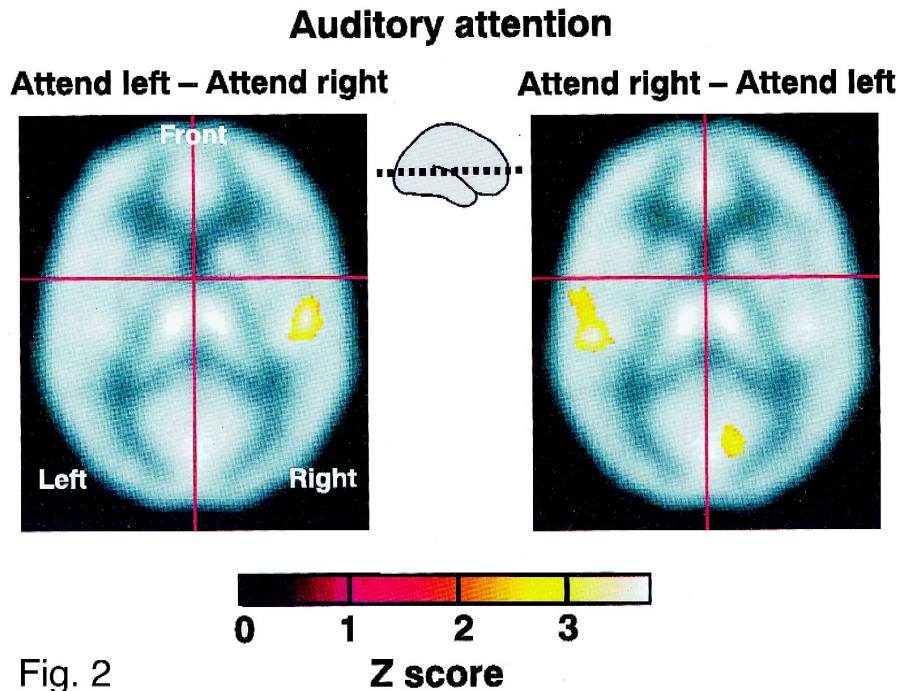 Auditory attention
Attend left – Attend right
Attend right – Attend left
Front
Left
Right
0 1 2 3
Z score
Fig. 2